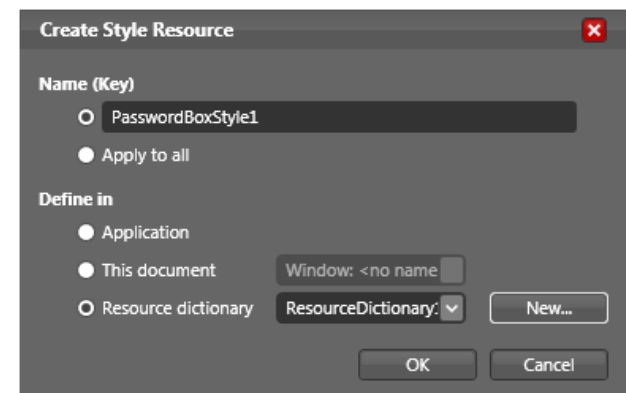 Create Style Resource
Name (Key)
PasswordBoxStyle1
Apply to all
Define in
Application
This document Window: <no name
Resource dictionary ResourceDictionary: New...
OK Cancel